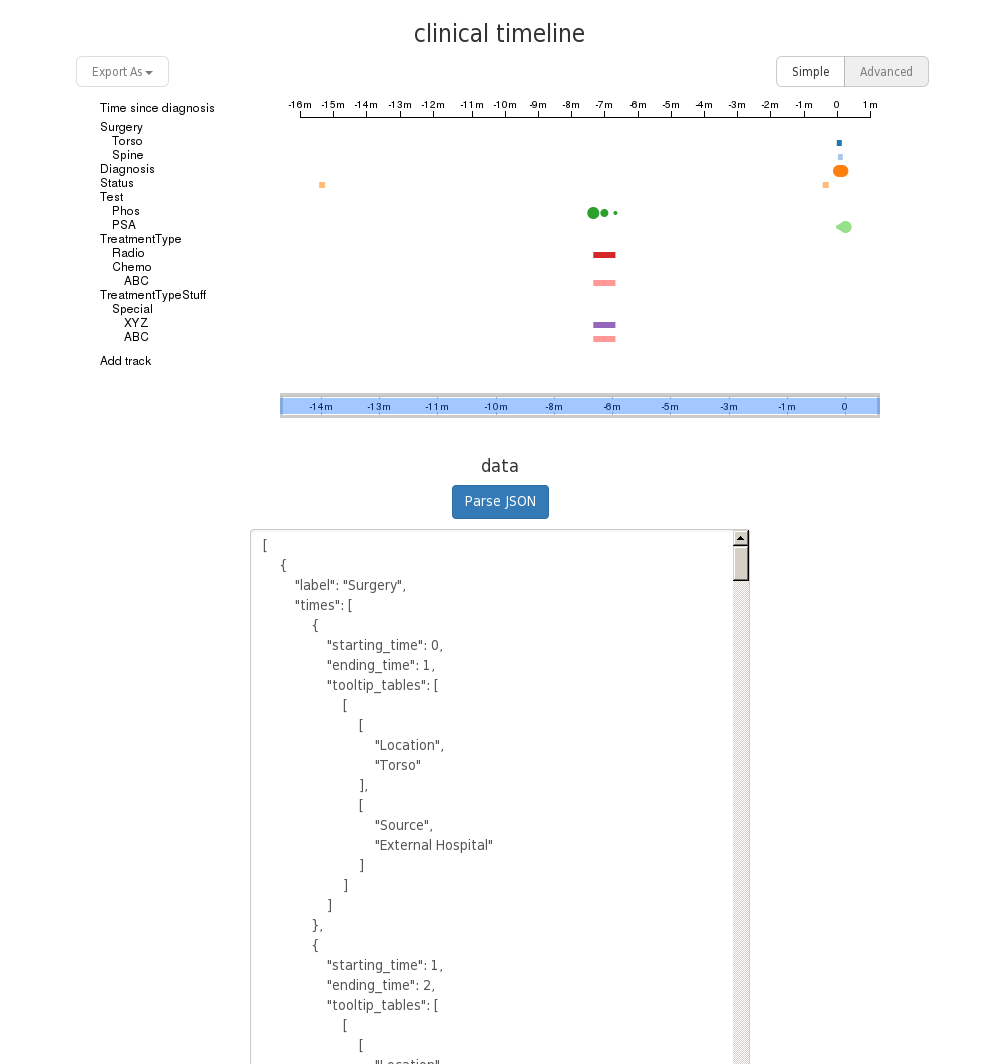 clinical timeline
Export As
Simple Advanced
Time since diagnosis
-16m -15m -14m -13m -12m -11m -10m -9m -8m -7m -6m -5m -4m -3m -2m -1m 0 1m
Surgery
Torso
Spine
Diagnosis
Status
Test
Phos
PSA
TreatmentType
Radio
Chemo
ABC
TreatmentTypeStuff
Special
XYZ
ABC
Add track
-14m -13m -11m -10m -8m -6m -5m -3m -1m 0
data
Parse JSON
[
{
"label": "Surgery",
"times": [
{
"starting_time": 0,
"ending_time": 1,
"tooltip_tables": [
[
[
"Location",
"Torso"
],
[
"Source",
"External Hospital"
]
]
]
},
{
"starting_time": 1,
"ending_time": 2,
"tooltip_tables": [
[
[
"Location",